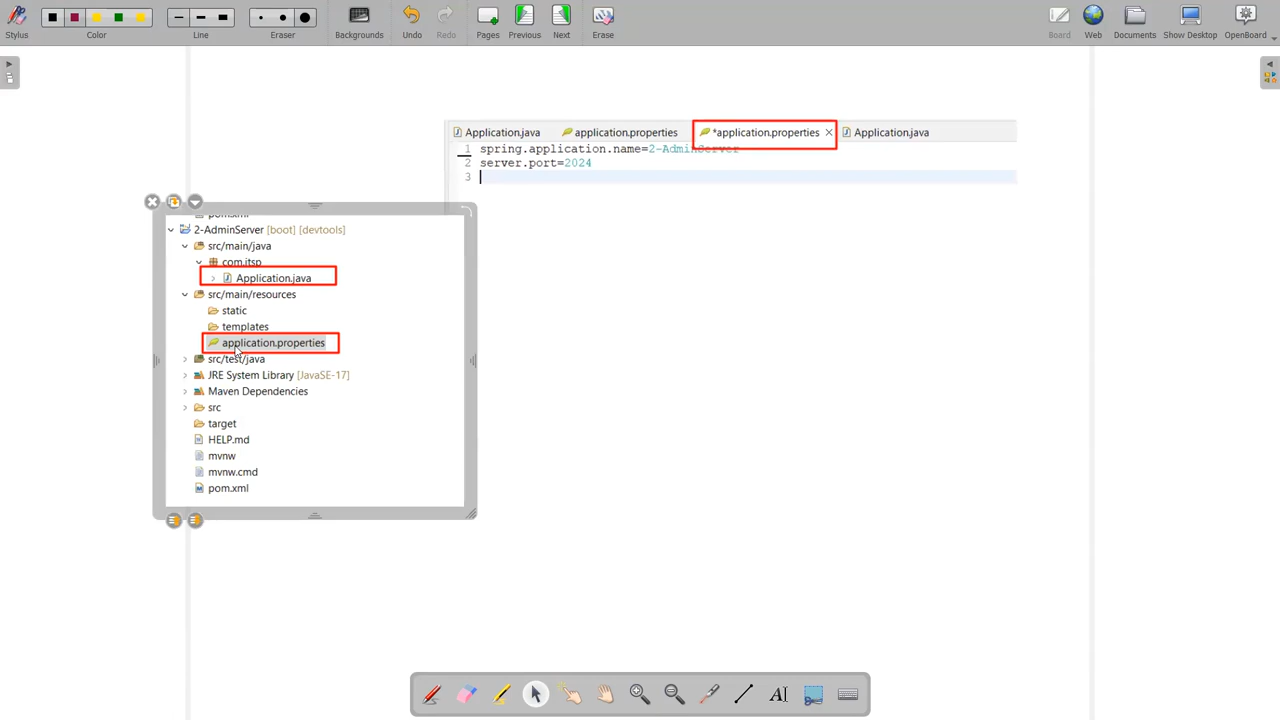 Stylus
Color
Line
Eraser
Backgrounds
Undo
Redo
Pages
Previous
Next
Erase
Board
Web
Documents
Show Desktop
OpenBoard
Application.java
application.properties
*application.properties
Application.java
1 spring.application.name=2-AdminServer
2 server.port=2024
3
pom.xml
2-AdminServer [boot] [devtools]
src/main/java
com.itsp
Application.java
src/main/resources
static
templates
application.properties
src/test/java
JRE System Library [JavaSE-17]
Maven Dependencies
src
target
HELP.md
mvnw
mvnw.cmd
pom.xml